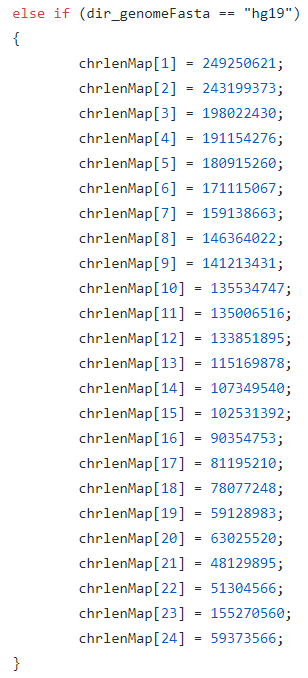 else if (dir_genomeFasta == "hg19")
{
        chrlenMap[1] = 249250621;
        chrlenMap[2] = 243199373;
        chrlenMap[3] = 198022430;
        chrlenMap[4] = 191154276;
        chrlenMap[5] = 180915260;
        chrlenMap[6] = 171115067;
        chrlenMap[7] = 159138663;
        chrlenMap[8] = 146364022;
        chrlenMap[9] = 141213431;
        chrlenMap[10] = 135534747;
        chrlenMap[11] = 135006516;
        chrlenMap[12] = 133851895;
        chrlenMap[13] = 115169878;
        chrlenMap[14] = 107349540;
        chrlenMap[15] = 102531392;
        chrlenMap[16] = 90354753;
        chrlenMap[17] = 81195210;
        chrlenMap[18] = 78077248;
        chrlenMap[19] = 59128983;
        chrlenMap[20] = 63025520;
        chrlenMap[21] = 48129895;
        chrlenMap[22] = 51304566;
        chrlenMap[23] = 155270560;
        chrlenMap[24] = 59373566;
}